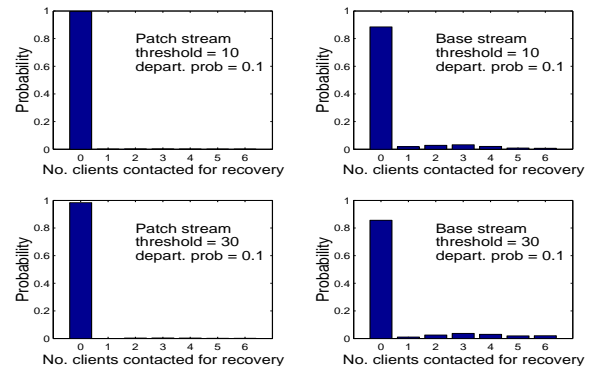 1
0.8
0.6
0.4
0.2
0
Probability
Patch stream
threshold = 10
depart. prob = 0.1
0 1 2 3 4 5 6
No. clients contacted for recovery
1
0.8
0.6
0.4
0.2
0
Probability
Base stream
threshold = 10
depart. prob = 0.1
0 1 2 3 4 5 6
No. clients contacted for recovery
1
0.8
0.6
0.4
0.2
0
Probability
Patch stream
threshold = 30
depart. prob = 0.1
0 1 2 3 4 5 6
No. clients contacted for recovery
1
0.8
0.6
0.4
0.2
0
Probability
Base stream
threshold = 30
depart. prob = 0.1
0 1 2 3 4 5 6
No. clients contacted for recovery